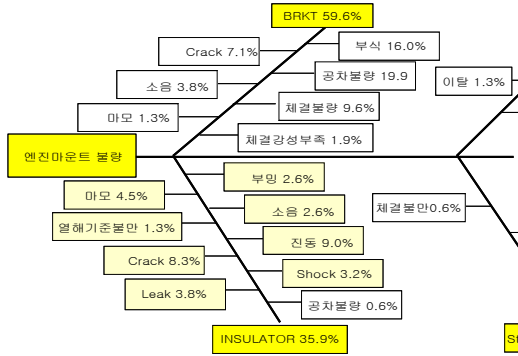 BRKT 59.6%
Crack 7.1%
부식 16.0%
소음 3.8%
공차불량 19.9
이탈 1.3%
마모 1.3%
체결불량 9.6%
체결강성부족 1.9%
엔진마운트 불량
부밍 2.6%
마모 4.5%
소음 2.6%
체결불만0.6%
열해기준불만 1.3%
진동 9.0%
Crack 8.3%
Shock 3.2%
Leak 3.8%
공차불량 0.6%
INSULATOR 35.9%